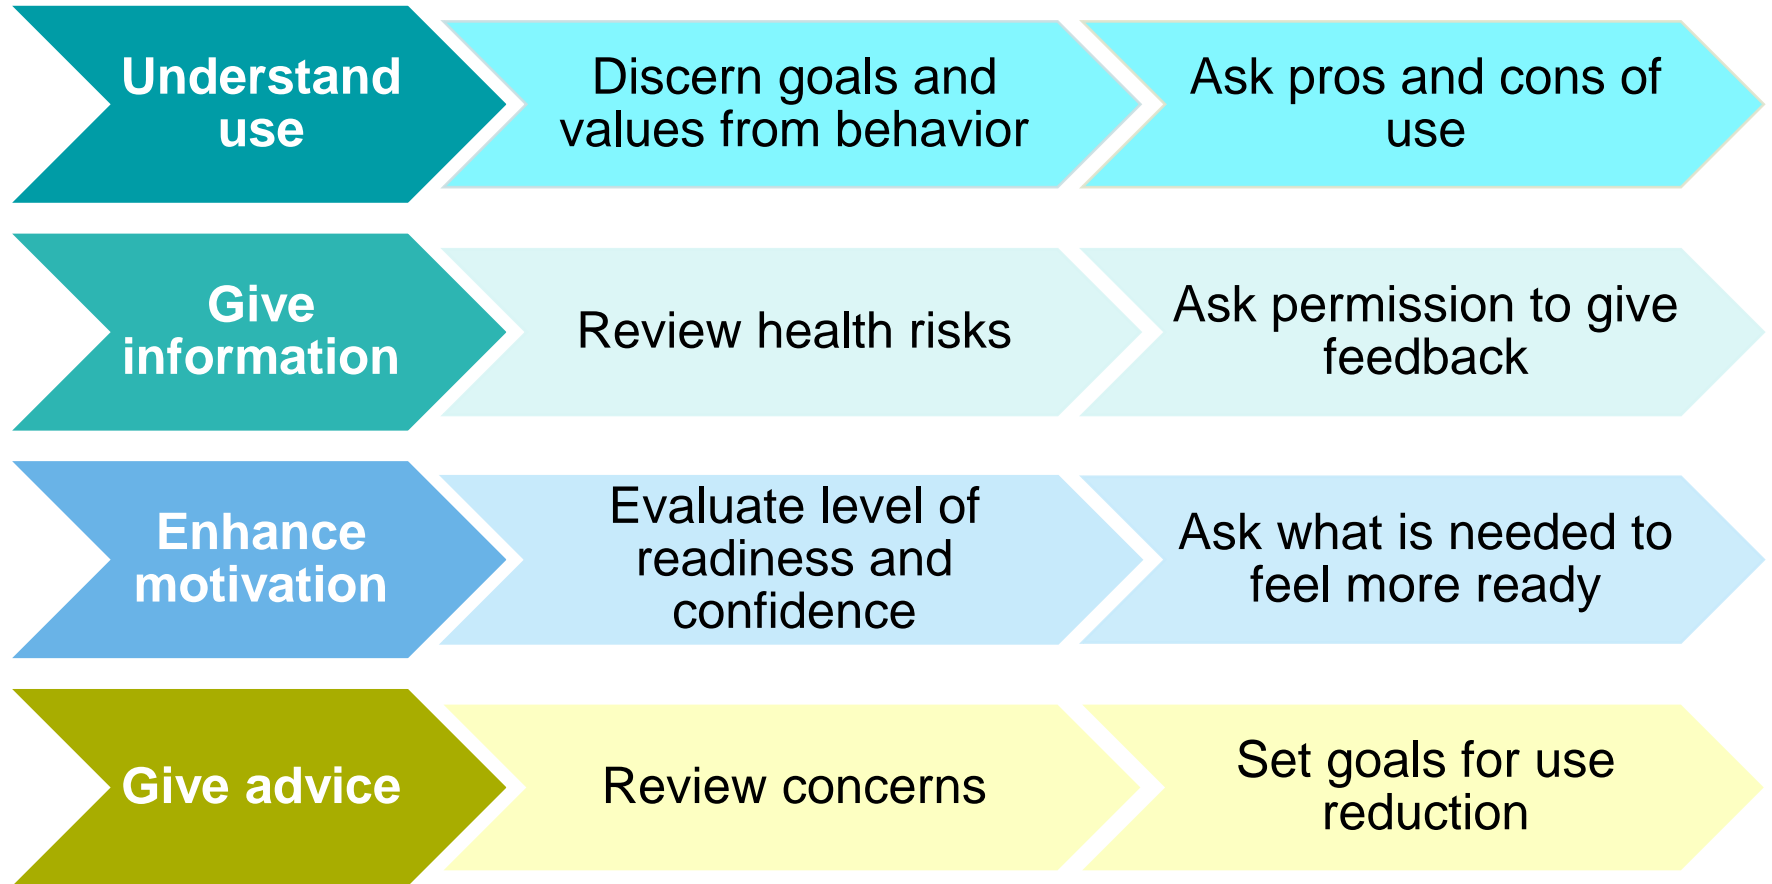 Understand
use
Discern goals and
values from behavior
Ask pros and cons of
use
Give
information
Review health risks
Ask permission to give
feedback
Enhance
motivation
Evaluate level of
readiness and
confidence
Ask what is needed to
feel more ready
Give advice
Review concerns
Set goals for use
reduction